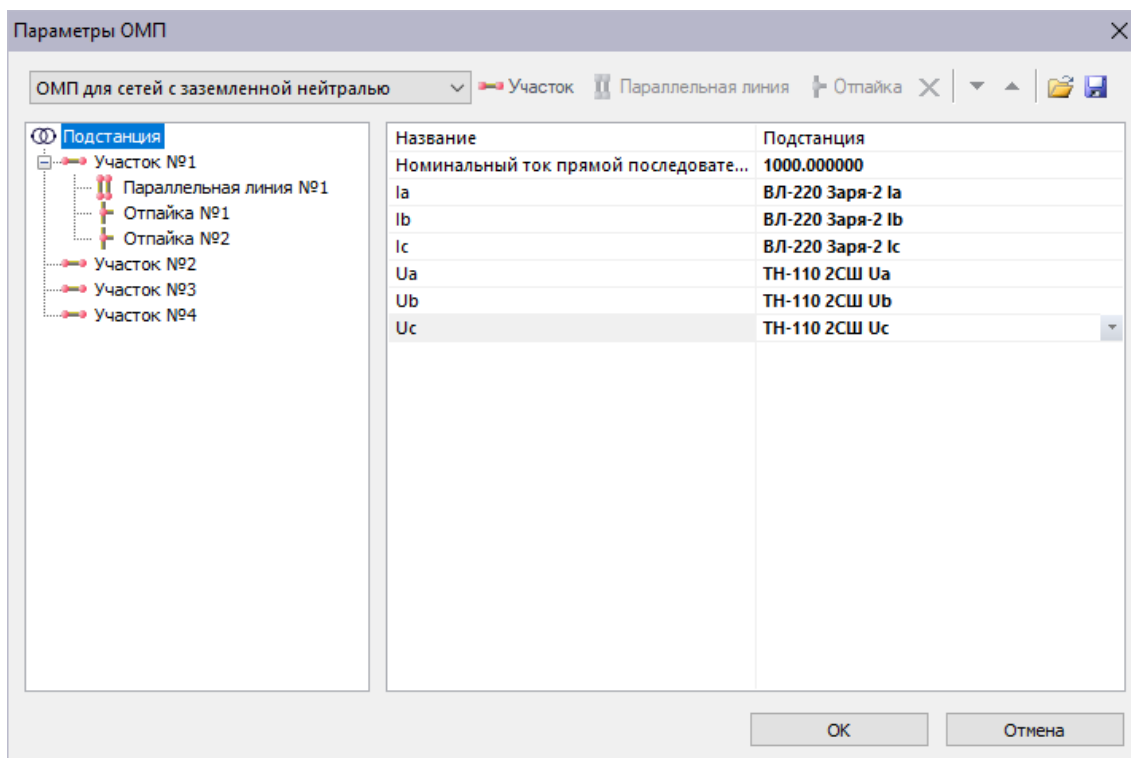 Параметры ОМП
ОМП для сетей с заземленной нейтралью
Участок
Параллельная линия
Отпайка
Подстанция
Участок №1
Параллельная линия №1
Отпайка №1
Отпайка №2
Участок №2
Участок №3
Участок №4
Название Подстанция
Номинальный ток прямой последовате... 1000.000000
Ia ВЛ-220 Заря-2 Ia
Ib ВЛ-220 Заря-2 Ib
Ic ВЛ-220 Заря-2 Ic
Ua ТН-110 2СШ Ua
Ub ТН-110 2СШ Ub
Uc ТН-110 2СШ Uc
ОК Отмена